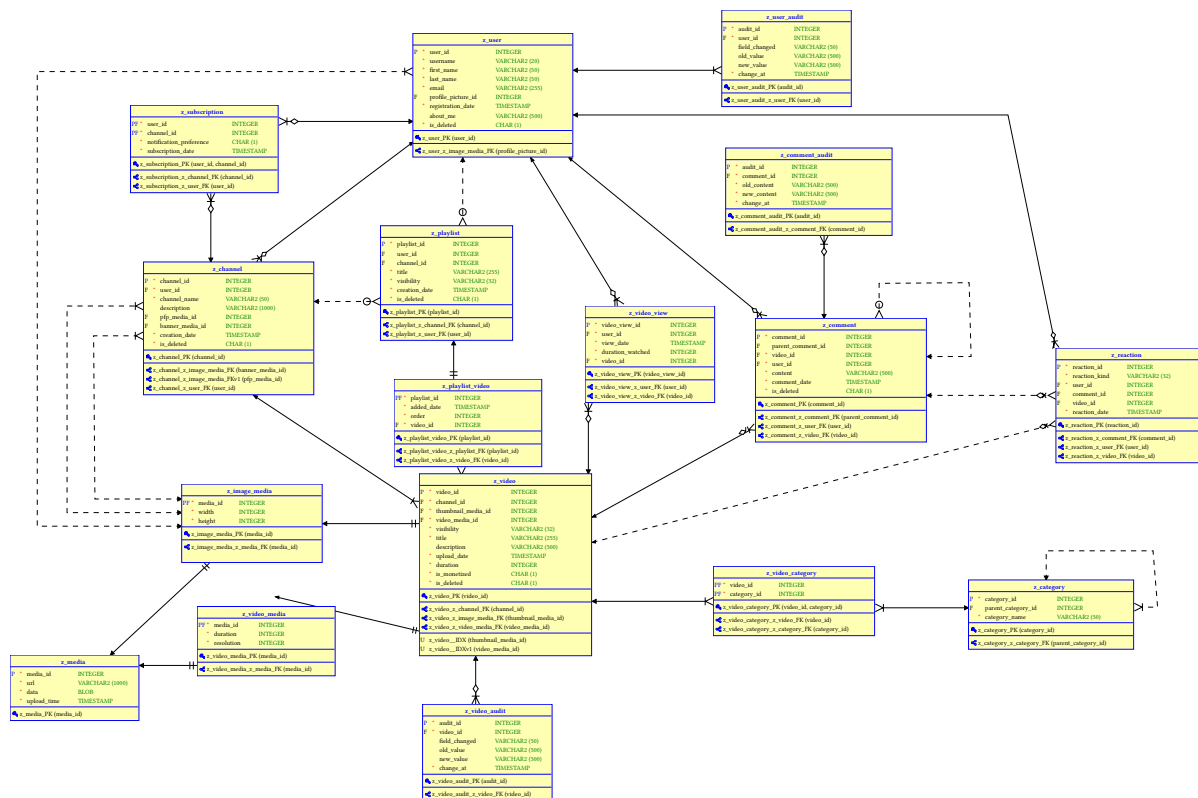 z_user_audit
P * audit_id INTEGER
F * user_id INTEGER
field_changed VARCHAR2 (50)
old_value VARCHAR2 (500)
new_value VARCHAR2 (500)
* change_at TIMESTAMP
z_user_audit_PK (audit_id)
z_user_audit_z_user_FK (user_id)
z_user
P * user_id INTEGER
* username VARCHAR2 (20)
* first_name VARCHAR2 (50)
* last_name VARCHAR2 (50)
* email VARCHAR2 (255)
F profile_picture_id INTEGER
* registration_date TIMESTAMP
about_me VARCHAR2 (500)
* is_deleted CHAR (1)
z_user_PK (user_id)
z_user_z_image_media_FK (profile_picture_id)
z_subscription
PF * user_id INTEGER
PF * channel_id INTEGER
* notification_preference CHAR (1)
* subscription_date TIMESTAMP
z_subscription_PK (user_id, channel_id)
z_subscription_z_channel_FK (channel_id)
z_subscription_z_user_FK (user_id)
z_comment_audit
P * audit_id INTEGER
F * comment_id INTEGER
* old_content VARCHAR2 (500)
* new_content VARCHAR2 (500)
* change_at TIMESTAMP
z_comment_audit_PK (audit_id)
z_comment_audit_z_comment_FK (comment_id)
z_playlist
P * playlist_id INTEGER
F user_id INTEGER
F channel_id INTEGER
* title VARCHAR2 (255)
* visibility VARCHAR2 (32)
* creation_date TIMESTAMP
* is_deleted CHAR (1)
z_playlist_PK (playlist_id)
z_playlist_z_channel_FK (channel_id)
z_playlist_z_user_FK (user_id)
z_channel
P * channel_id INTEGER
F * user_id INTEGER
* channel_name VARCHAR2 (50)
description VARCHAR2 (1000)
F pfp_media_id INTEGER
F banner_media_id INTEGER
* creation_date TIMESTAMP
* is_deleted CHAR (1)
z_channel_PK (channel_id)
z_channel_z_image_media_FK (banner_media_id)
z_channel_z_image_media_FKv1 (pfp_media_id)
z_channel_z_user_FK (user_id)
z_video_view
P * video_view_id INTEGER
F * user_id INTEGER
* view_date TIMESTAMP
* duration_watched INTEGER
F * video_id INTEGER
z_video_view_PK (video_view_id)
z_video_view_z_user_FK (user_id)
z_video_view_z_video_FK (video_id)
z_comment
P * comment_id INTEGER
F parent_comment_id INTEGER
F * video_id INTEGER
F * user_id INTEGER
* content VARCHAR2 (500)
* comment_date TIMESTAMP
* is_deleted CHAR (1)
z_comment_PK (comment_id)
z_comment_z_comment_FK (parent_comment_id)
z_comment_z_user_FK (user_id)
z_comment_z_video_FK (video_id)
z_reaction
P * reaction_id INTEGER
* reaction_kind VARCHAR2 (32)
F * user_id INTEGER
F comment_id INTEGER
F video_id INTEGER
* reaction_date TIMESTAMP
z_reaction_PK (reaction_id)
z_reaction_z_comment_FK (comment_id)
z_reaction_z_user_FK (user_id)
z_reaction_z_video_FK (video_id)
z_playlist_video
PF * playlist_id INTEGER
* added_date TIMESTAMP
* order INTEGER
F * video_id INTEGER
z_playlist_video_PK (playlist_id)
z_playlist_video_z_playlist_FK (playlist_id)
z_playlist_video_z_video_FK (video_id)
z_video
P * video_id INTEGER
F * channel_id INTEGER
F * thumbnail_media_id INTEGER
F * video_media_id INTEGER
* visibility VARCHAR2 (32)
* title VARCHAR2 (255)
* description VARCHAR2 (500)
* upload_date TIMESTAMP
* duration INTEGER
* is_monetized CHAR (1)
* is_deleted CHAR (1)
z_video_PK (video_id)
z_video_z_channel_FK (channel_id)
z_video_z_image_media_FK (thumbnail_media_id)
z_video_z_video_media_FK (video_media_id)
U z_video__IDX (thumbnail_media_id)
U z_video__IDXv1 (video_media_id)
z_image_media
PF * media_id INTEGER
* width INTEGER
* height INTEGER
z_image_media_PK (media_id)
z_image_media_z_media_FK (media_id)
z_video_category
PF * video_id INTEGER
PF * category_id INTEGER
z_video_category_PK (video_id, category_id)
z_video_category_z_video_FK (video_id)
z_video_category_z_category_FK (category_id)
z_category
P * category_id INTEGER
F parent_category_id INTEGER
* category_name VARCHAR2 (50)
z_category_PK (category_id)
z_category_z_category_FK (parent_category_id)
z_video_media
PF * media_id INTEGER
* duration INTEGER
* resolution INTEGER
z_video_media_PK (media_id)
z_video_media_z_media_FK (media_id)
z_media
P * media_id INTEGER
* url VARCHAR2 (1000)
* data BLOB
* upload_time TIMESTAMP
z_media_PK (media_id)
z_video_audit
P * audit_id INTEGER
F * video_id INTEGER
field_changed VARCHAR2 (50)
old_value VARCHAR2 (500)
new_value VARCHAR2 (500)
* change_at TIMESTAMP
z_video_audit_PK (audit_id)
z_video_audit_z_video_FK (video_id)